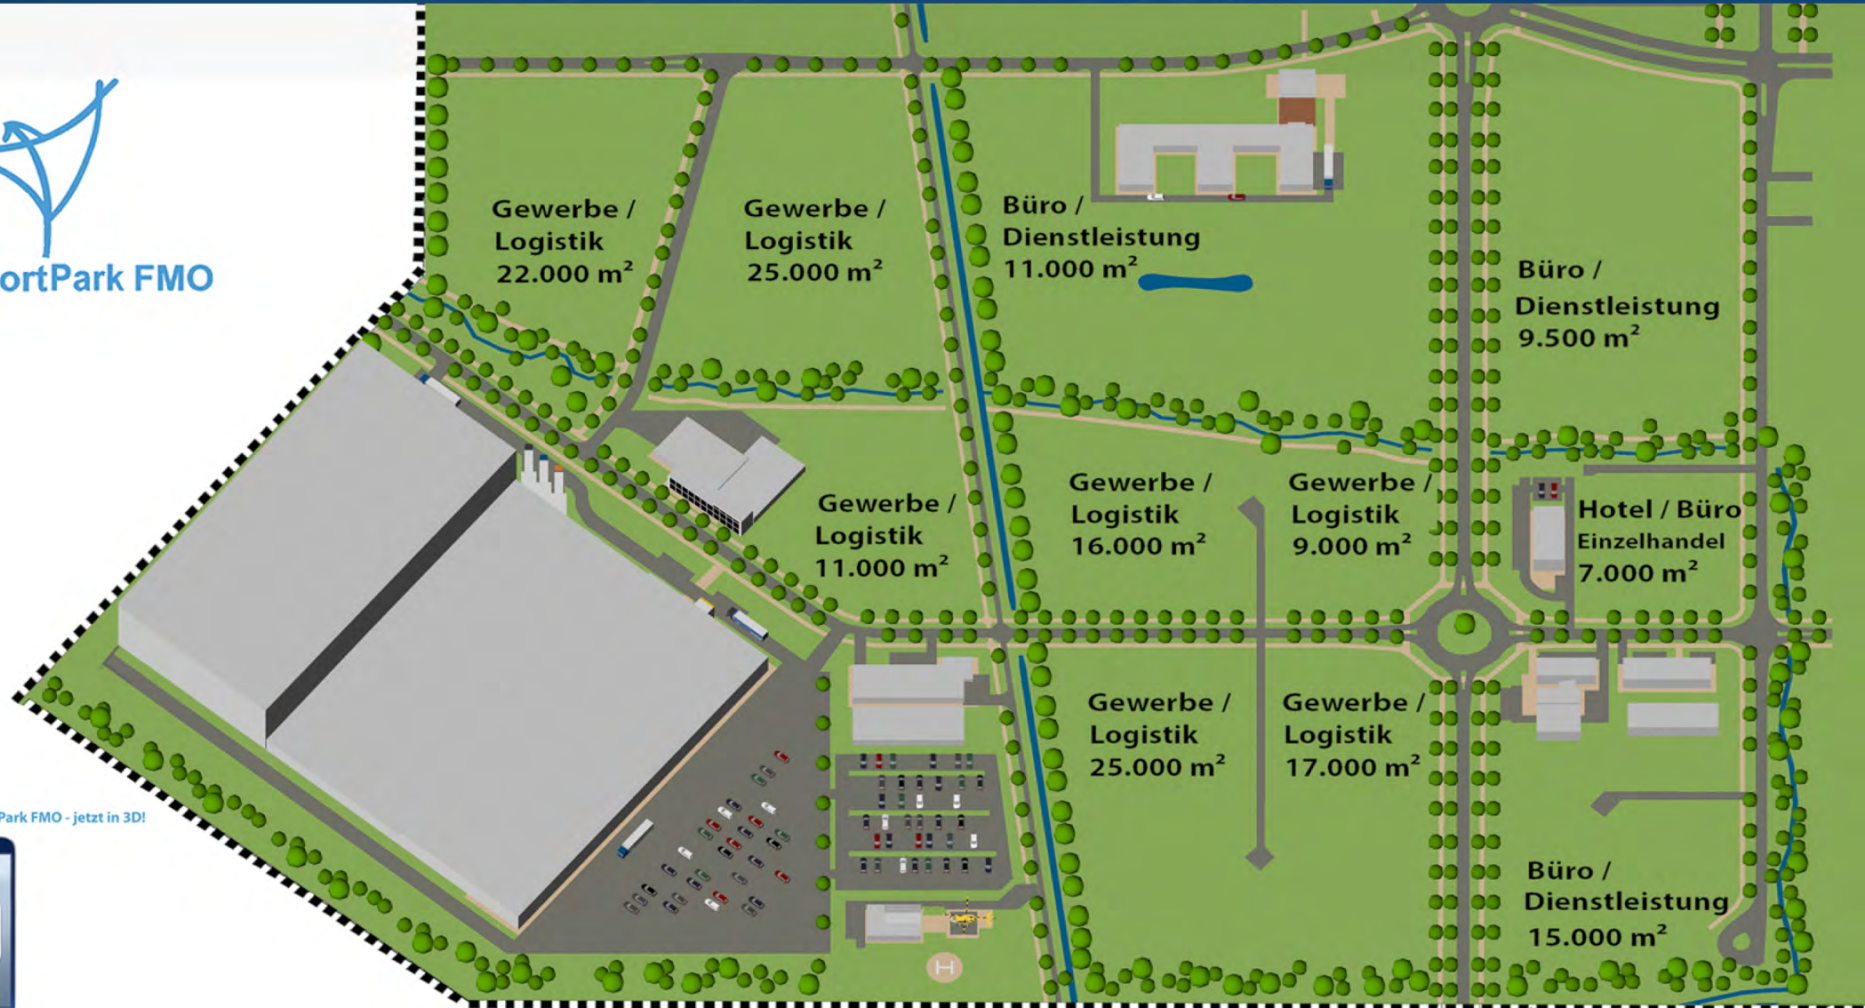 ortPark FMO
Park FMO - jetzt in 3D!
Gewerbe /
Logistik
22.000 m²
Gewerbe /
Logistik
25.000 m²
Büro /
Dienstleistung
11.000 m²
Büro /
Dienstleistung
9.500 m²
Gewerbe /
Logistik
11.000 m²
Gewerbe /
Logistik
16.000 m²
Gewerbe /
Logistik
9.000 m²
Hotel / Büro
Einzelhandel
7.000 m²
Gewerbe /
Logistik
25.000 m²
Gewerbe /
Logistik
17.000 m²
Büro /
Dienstleistung
15.000 m²
H